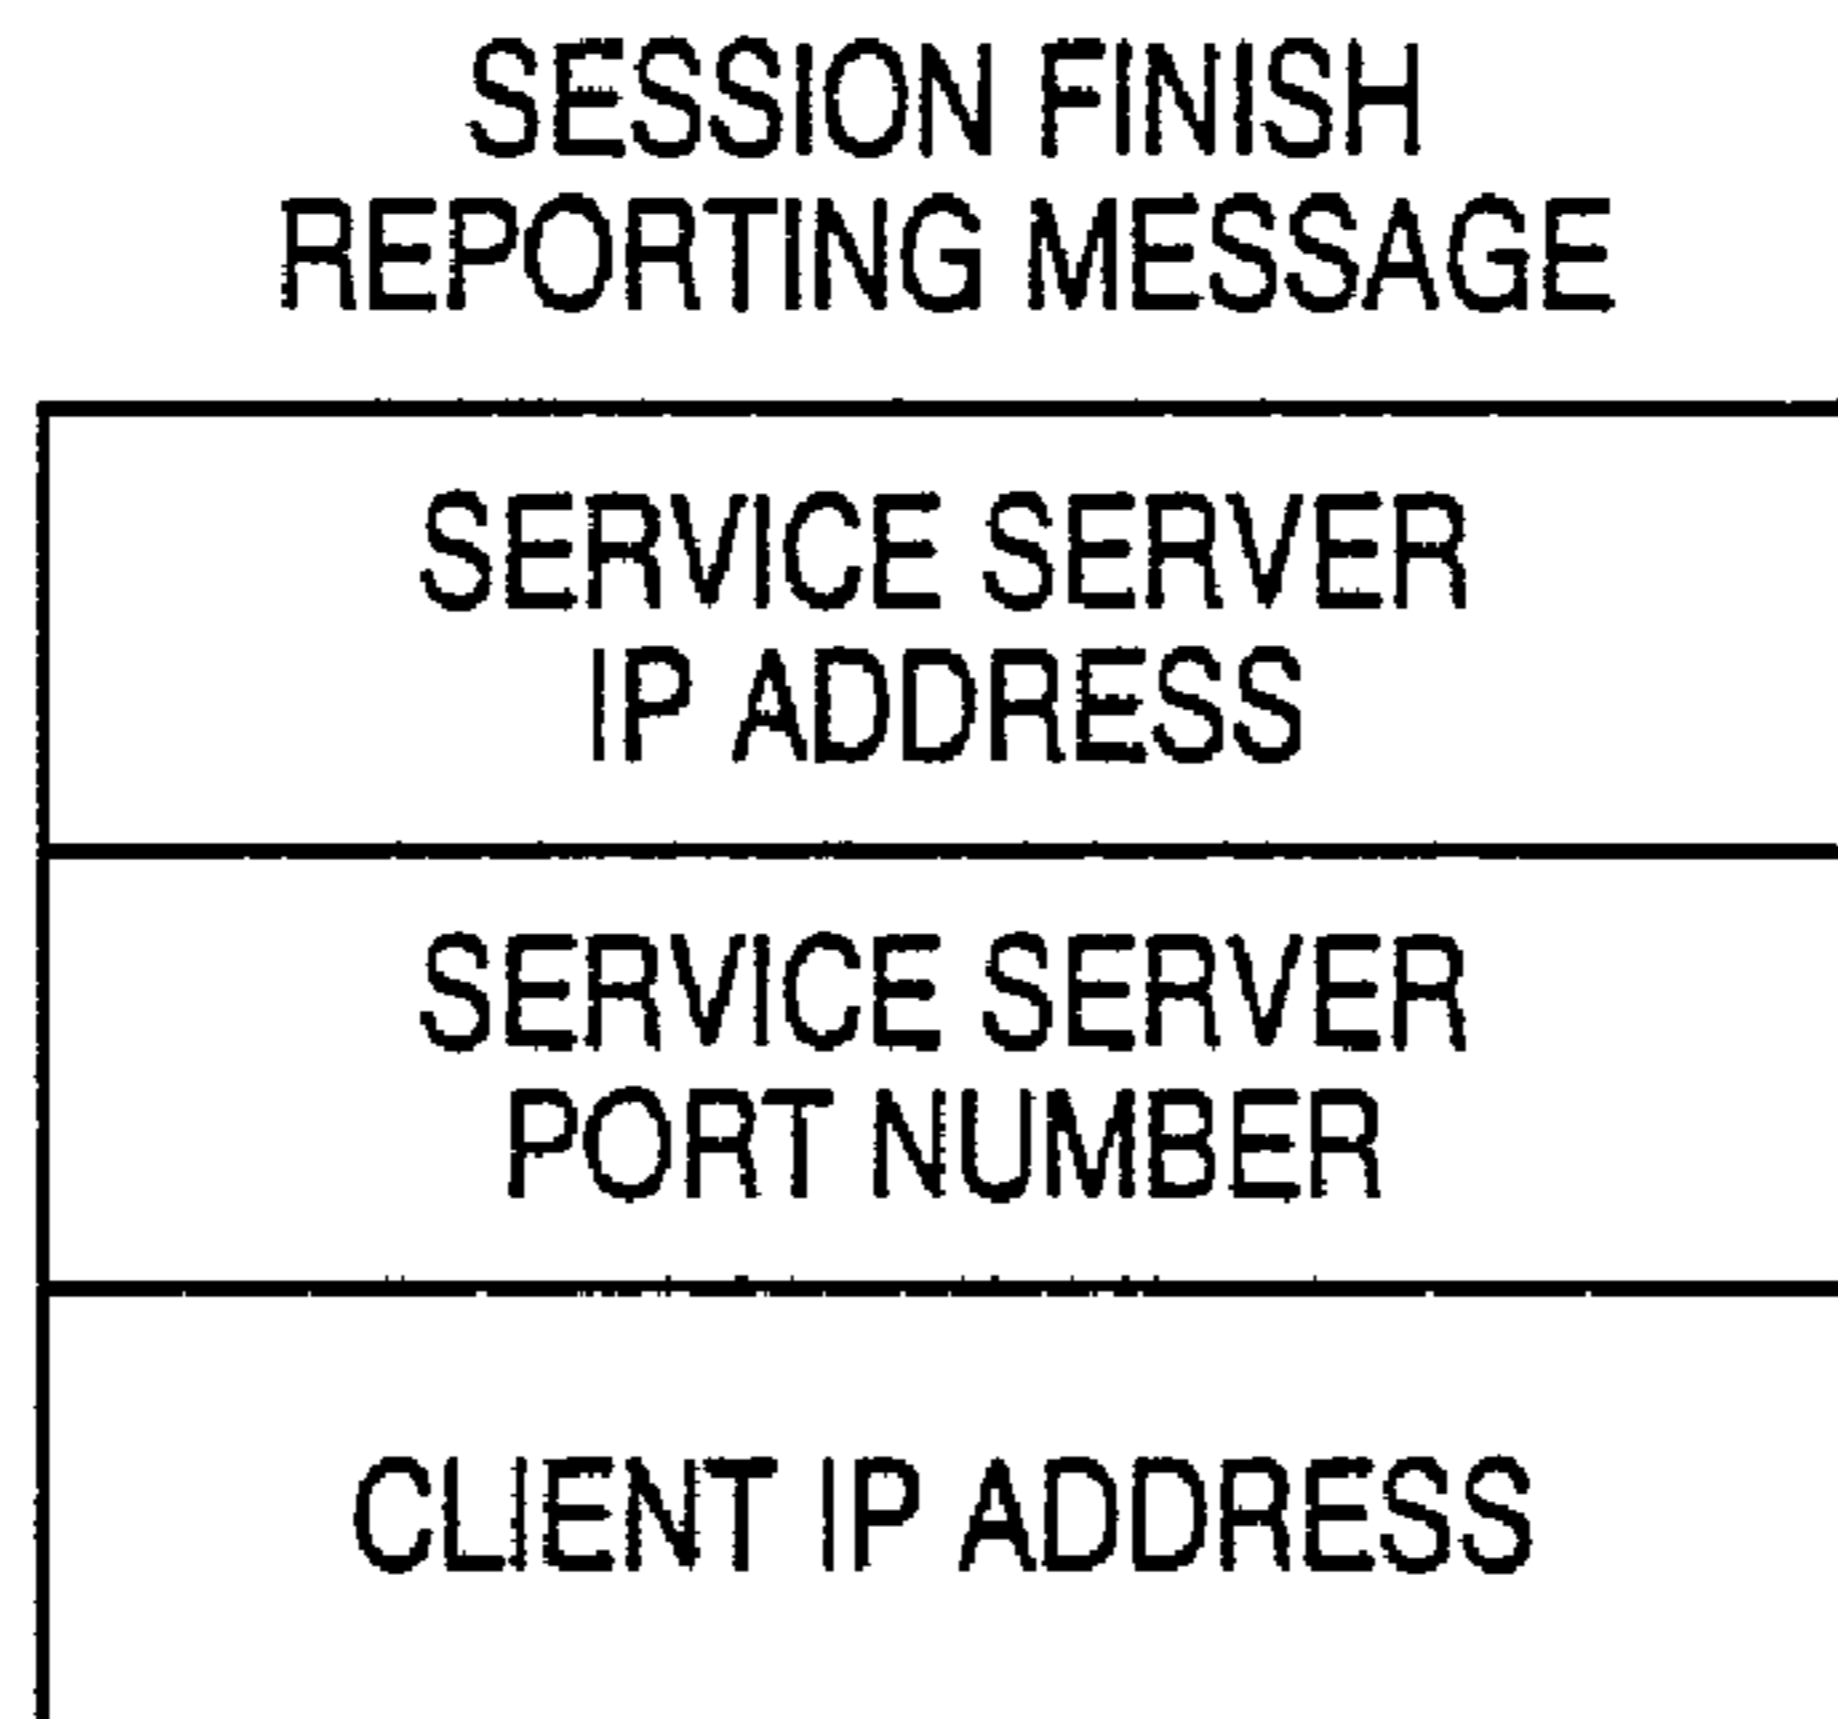 SESSION FINISH
REPORTING MESSAGE
SERVICE SERVER
IP ADDRESS
SERVICE SERVER
PORT NUMBER
CLIENT IP ADDRESS